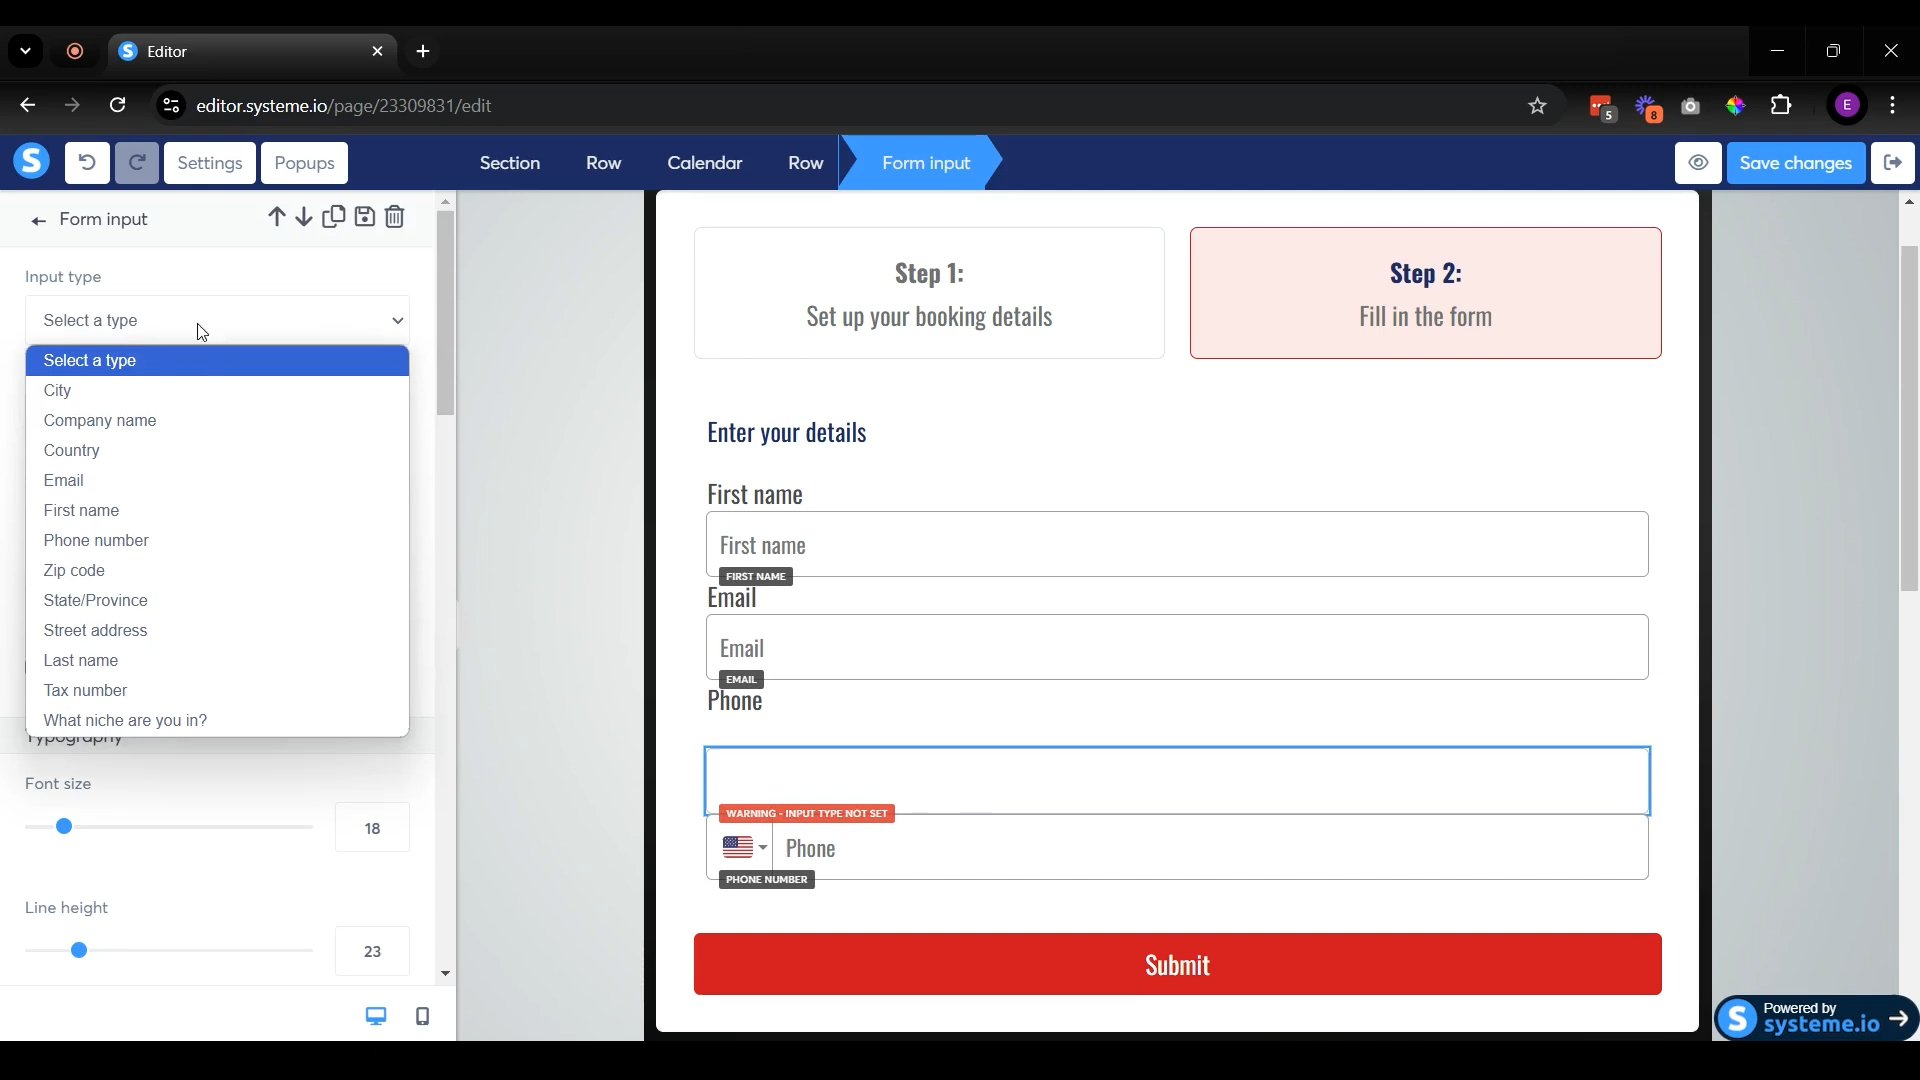 Editor
editor.systeme.io/page/23309831/edit
5
8
E
S
Settings
Popups
Section
Row
Calendar
Row
Form input
Save changes
Form input
Input type
Select a type
Select a type
City
Company name
Country
Email
First name
Phone number
Zip code
State/Province
Street address
Last name
Tax number
What niche are you in?
Typography
Font size
18
Line height
23
Step 1:
Set up your booking details
Step 2:
Fill in the form
Enter your details
First name
First name
FIRST NAME
Email
Email
EMAIL
Phone
WARNING - INPUT TYPE NOT SET
Phone
PHONE NUMBER
Submit
S
Powered by
systeme.io